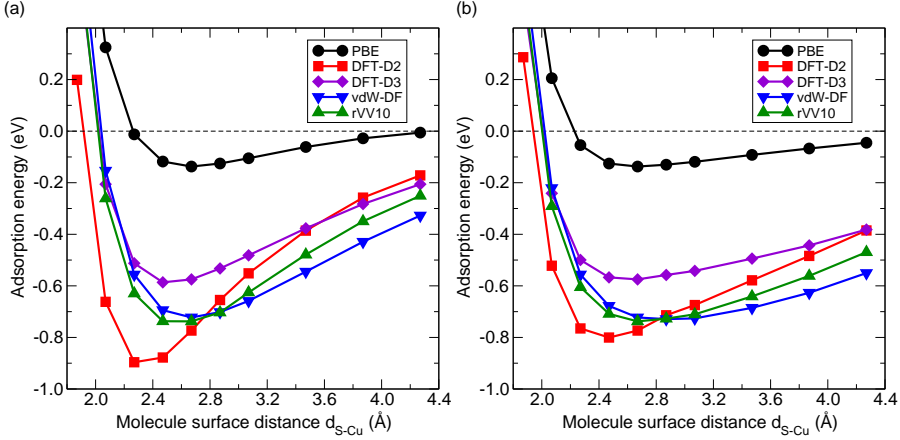 (a)
PBE
DFT-D2
DFT-D3
vdW-DF
rVV10
0.2
0.0
-0.2
-0.4
-0.6
-0.8
-1.0
Adsorption energy (eV)
2.0 2.4 2.8 3.2 3.6 4.0 4.4
Molecule surface distance d_S-Cu (Å)
(b)
PBE
DFT-D2
DFT-D3
vdW-DF
rVV10
0.2
0.0
-0.2
-0.4
-0.6
-0.8
-1.0
Adsorption energy (eV)
2.0 2.4 2.8 3.2 3.6 4.0 4.4
Molecule surface distance d_S-Cu (Å)